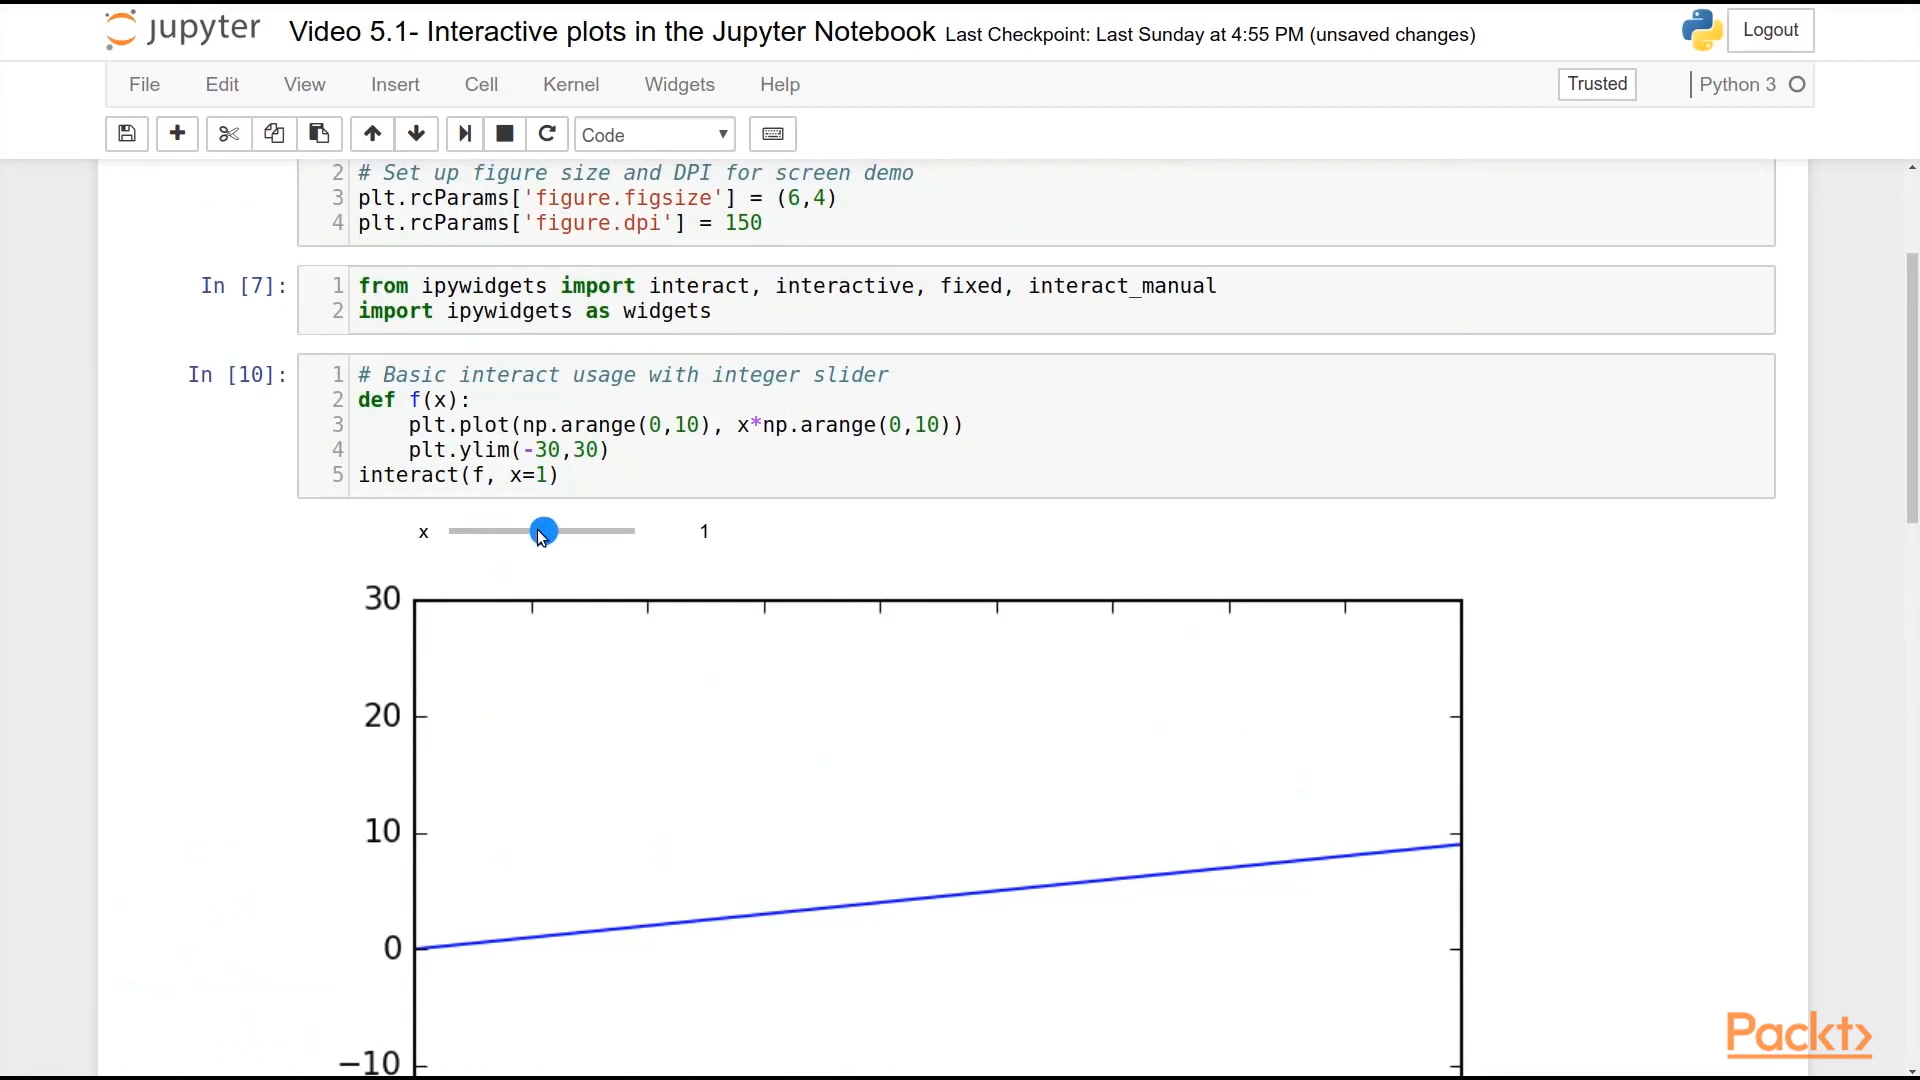 jupyter Video 5.1- Interactive plots in the Jupyter Notebook Last Checkpoint: Last Sunday at 4:55 PM (unsaved changes) Logout
File Edit View Insert Cell Kernel Widgets Help Trusted Python 3
Code
2 # Set up figure size and DPI for screen demo
3 plt.rcParams['figure.figsize'] = (6,4)
4 plt.rcParams['figure.dpi'] = 150
In [7]: 1 from ipywidgets import interact, interactive, fixed, interact_manual
2 import ipywidgets as widgets
In [10]: 1 # Basic interact usage with integer slider
2 def f(x):
3     plt.plot(np.arange(0,10), x*np.arange(0,10))
4     plt.ylim(-30,30)
5 interact(f, x=1)
x 1
30
20
10
0
−10
Packt>